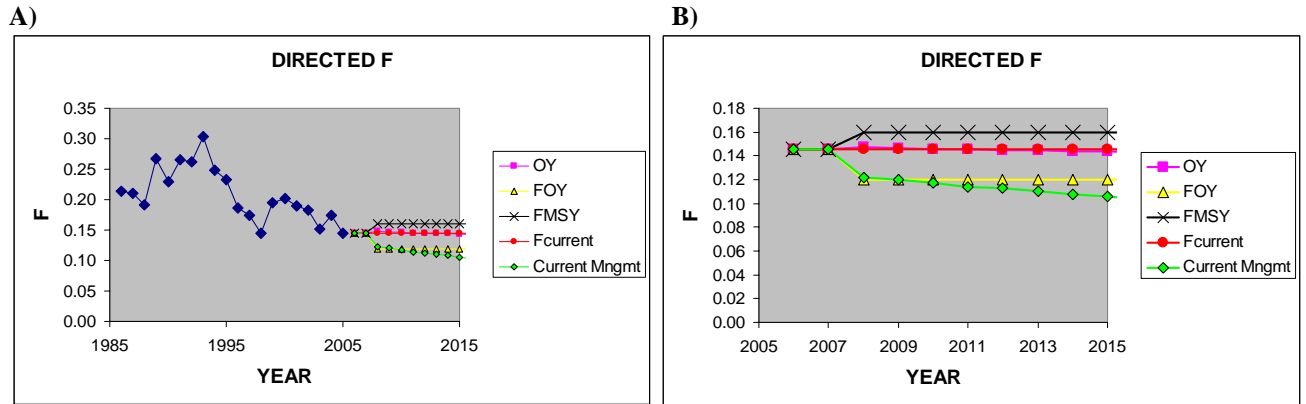 A)
DIRECTED F
F
0.35
0.30
0.25
0.20
0.15
0.10
0.05
0.00
1985 1995 2005 2015
YEAR
OY
FOY
FMSY
Fcurrent
Current Mngmt
B)
DIRECTED F
F
0.18
0.16
0.14
0.12
0.10
0.08
0.06
0.04
0.02
0.00
2005 2007 2009 2011 2013 2015
YEAR
OY
FOY
FMSY
Fcurrent
Current Mngmt